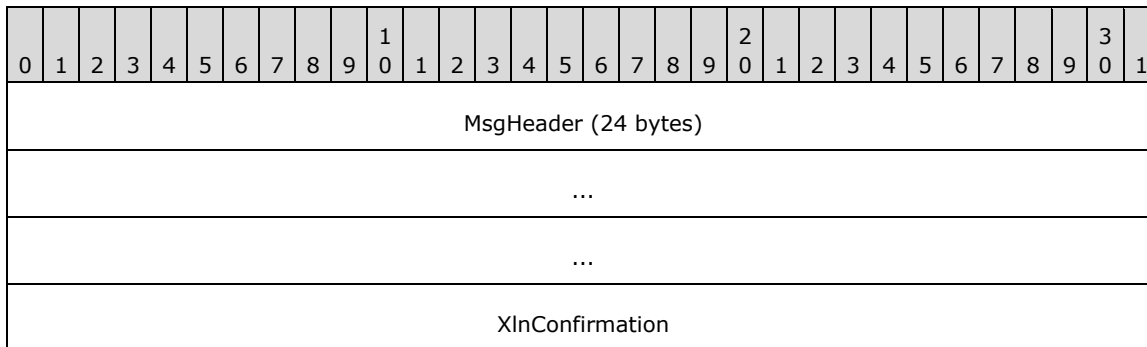 1 2 3
0 1 2 3 4 5 6 7 8 9 0 1 2 3 4 5 6 7 8 9 0 1 2 3 4 5 6 7 8 9 0 1
MsgHeader (24 bytes)
...
...
XlnConfirmation